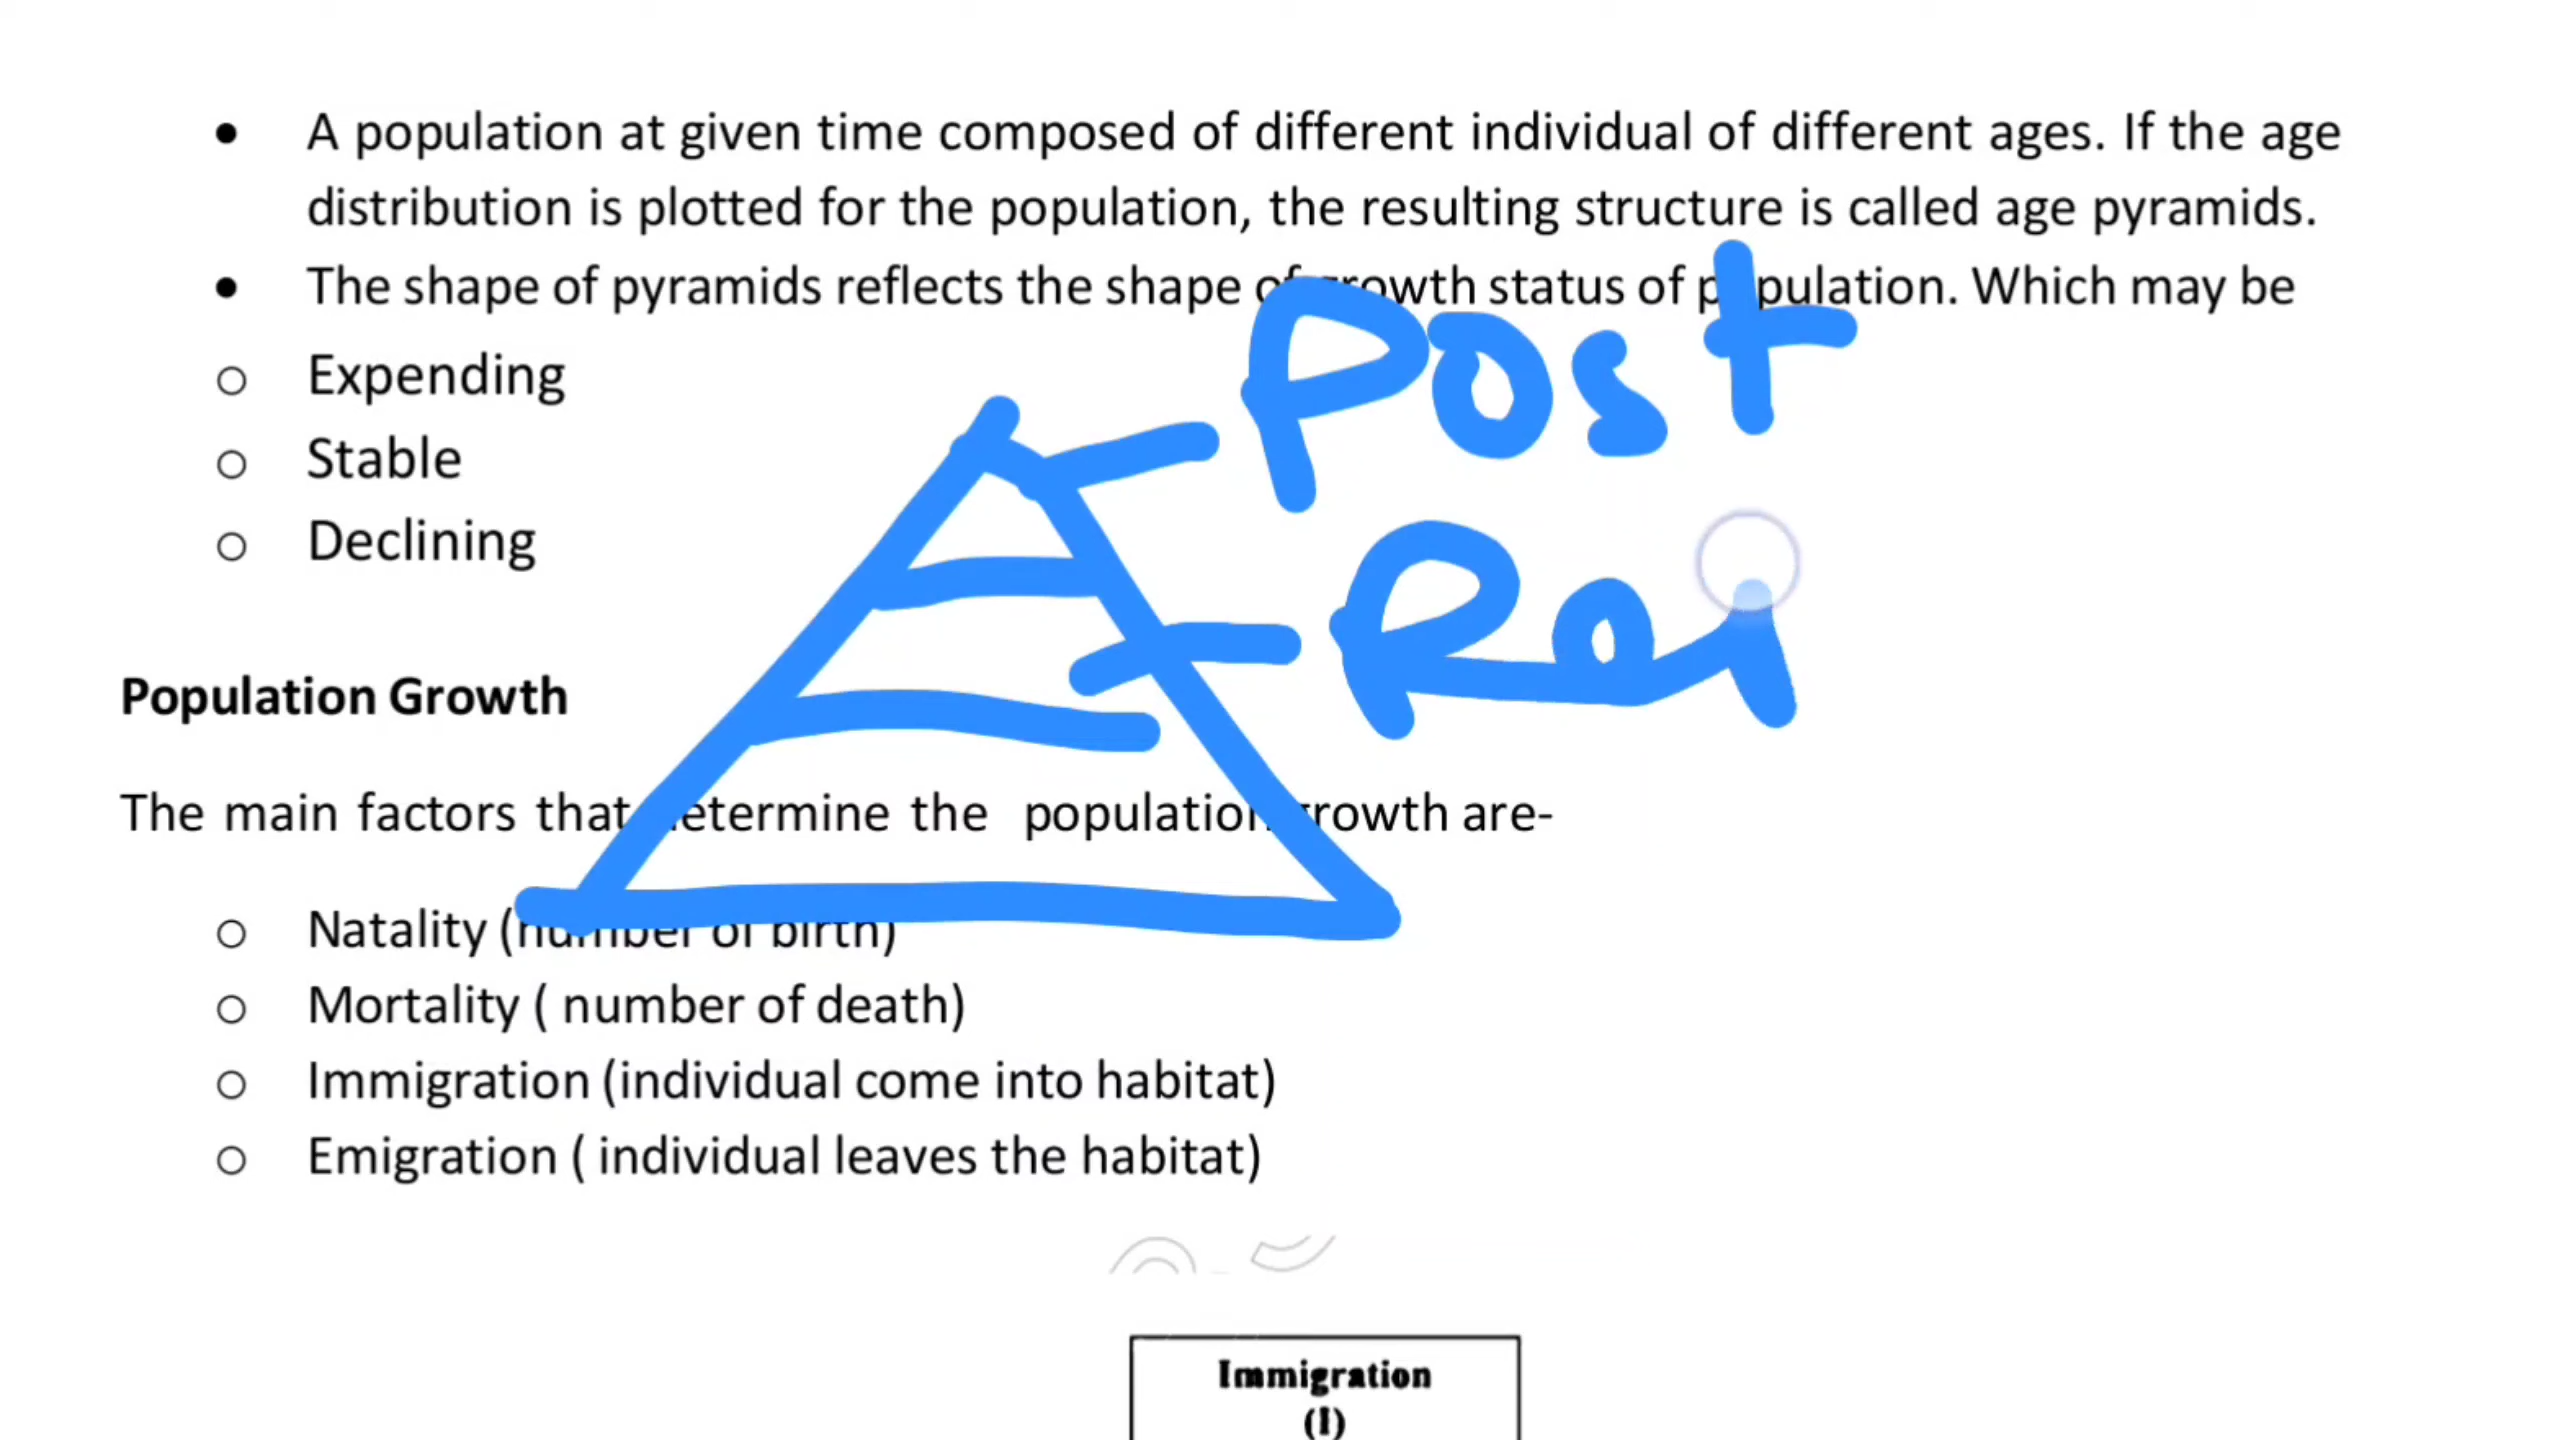 • A population at given time composed of different individual of different ages. If the age
distribution is plotted for the population, the resulting structure is called age pyramids.
• The shape of pyramids reflects the shape of growth status of population. Which may be
○ Expending
Post
○ Stable
○ Declining
Population Growth
The main factors that determine the population growth are-
○ Natality (number of birth)
○ Mortality ( number of death)
○ Immigration (individual come into habitat)
○ Emigration ( individual leaves the habitat)
Immigration
(I)